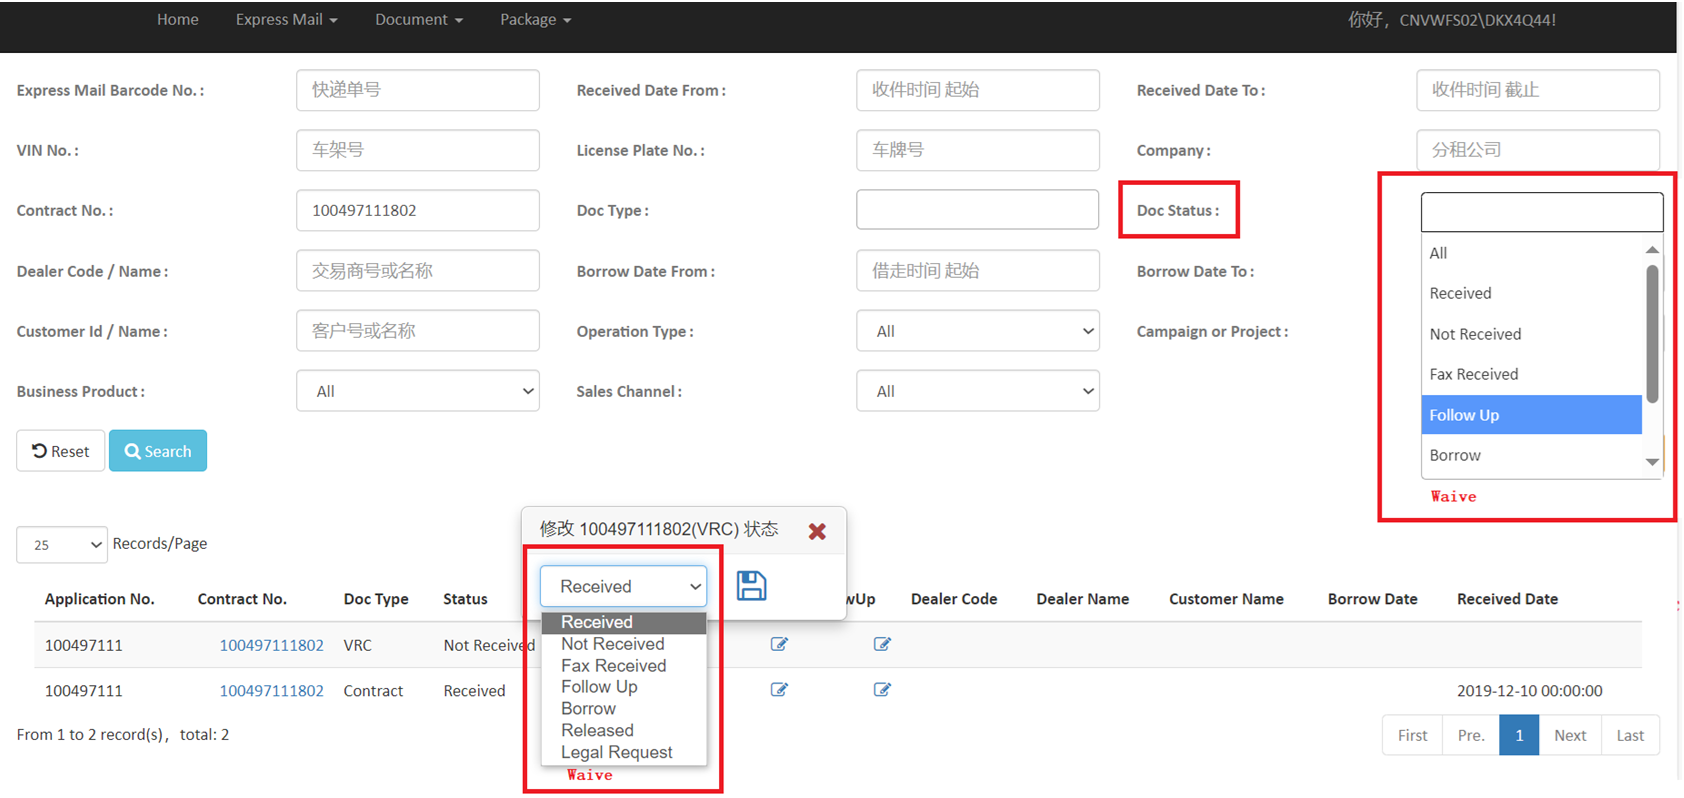 Home Express Mail Document Package 你好，CNVWFS02\DKX4Q44!
Express Mail Barcode No. : 快递单号 Received Date From : 收件时间 起始 Received Date To : 收件时间 截止
VIN No. : 车架号 License Plate No. : 车牌号 Company : 分租公司
Contract No. : 100497111802 Doc Type : Doc Status :
All
Received
Not Received
Fax Received
Follow Up
Borrow
Waive
Dealer Code / Name : 交易商号或名称 Borrow Date From : 借走时间 起始 Borrow Date To :
Customer Id / Name : 客户号或名称 Operation Type : All Campaign or Project :
Business Product : All Sales Channel : All
Reset Search
25 Records/Page
修改 100497111802(VRC) 状态
Received
Received
Not Received
Fax Received
Follow Up
Borrow
Released
Legal Request
Waive
Application No. Contract No. Doc Type Status wUp Dealer Code Dealer Name Customer Name Borrow Date Received Date
100497111 100497111802 VRC Not Received
100497111 100497111802 Contract Received 2019-12-10 00:00:00
From 1 to 2 record(s)，total: 2 First Pre. 1 Next Last